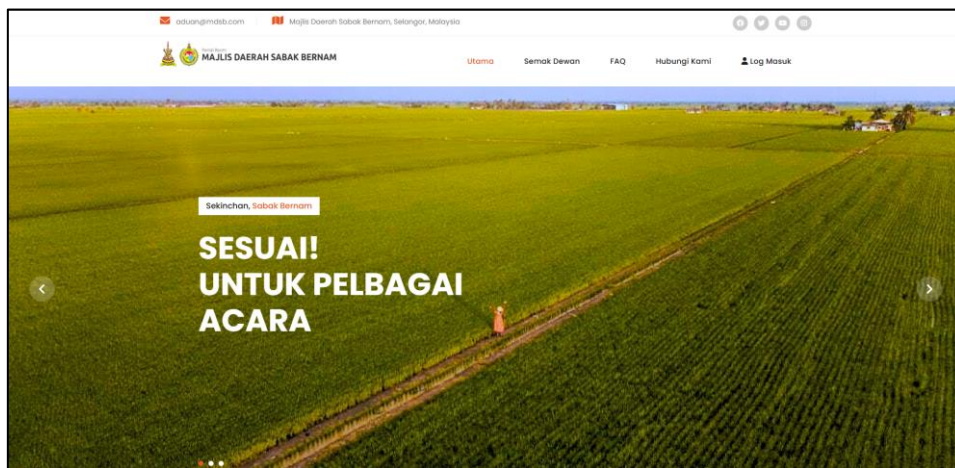 aduan@mdsb.com
Majlis Daerah Sabak Bernam, Selangor, Malaysia
MAJLIS DAERAH SABAK BERNAM
Utama
Semak Dewan
FAQ
Hubungi Kami
Log Masuk
Sekinchan, Sabak Bernam
SESUAI!
UNTUK PELBAGAI
ACARA